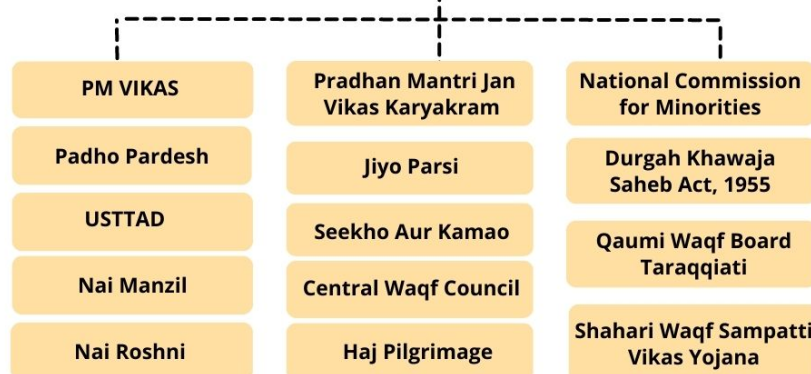 PM VIKAS
Padho Pardesh
USTTAD
Nai Manzil
Nai Roshni
Pradhan Mantri Jan
Vikas Karyakram
Jiyo Parsi
Seekho Aur Kamao
Central Waqf Council
Haj Pilgrimage
National Commission
for Minorities
Durgah Khawaja
Saheb Act, 1955
Qaumi Waqf Board
Taraqqiati
Shahari Waqf Sampatti
Vikas Yojana